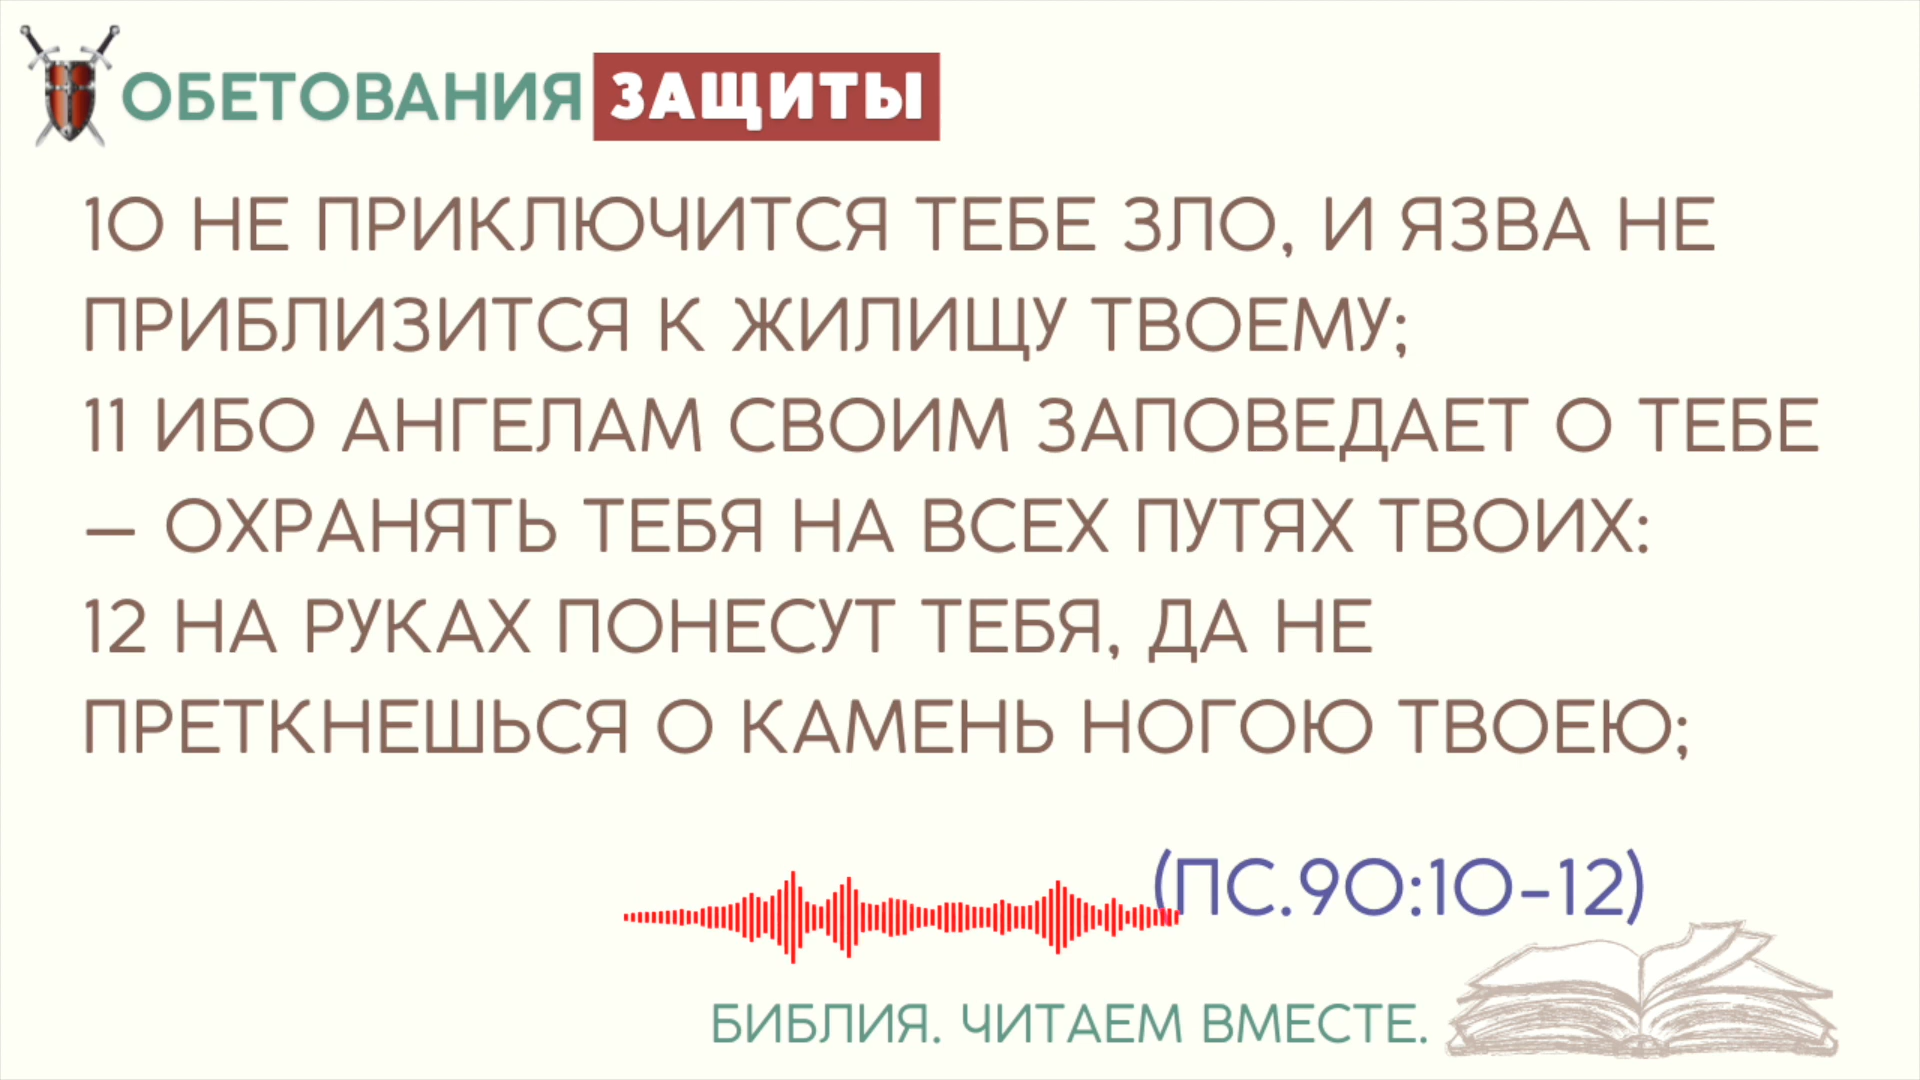 ОБЕТОВАНИЯ ЗАЩИТЫ
10 НЕ ПРИКЛЮЧИТСЯ ТЕБЕ ЗЛО, И ЯЗВА НЕ
ПРИБЛИЗИТСЯ К ЖИЛИЩУ ТВОЕМУ;
11 ИБО АНГЕЛАМ СВОИМ ЗАПОВЕДАЕТ О ТЕБЕ
— ОХРАНЯТЬ ТЕБЯ НА ВСЕХ ПУТЯХ ТВОИХ:
12 НА РУКАХ ПОНЕСУТ ТЕБЯ, ДА НЕ
ПРЕТКНЕШЬСЯ О КАМЕНЬ НОГОЮ ТВОЕЮ;
(ПС.90:10-12)
БИБЛИЯ. ЧИТАЕМ ВМЕСТЕ.